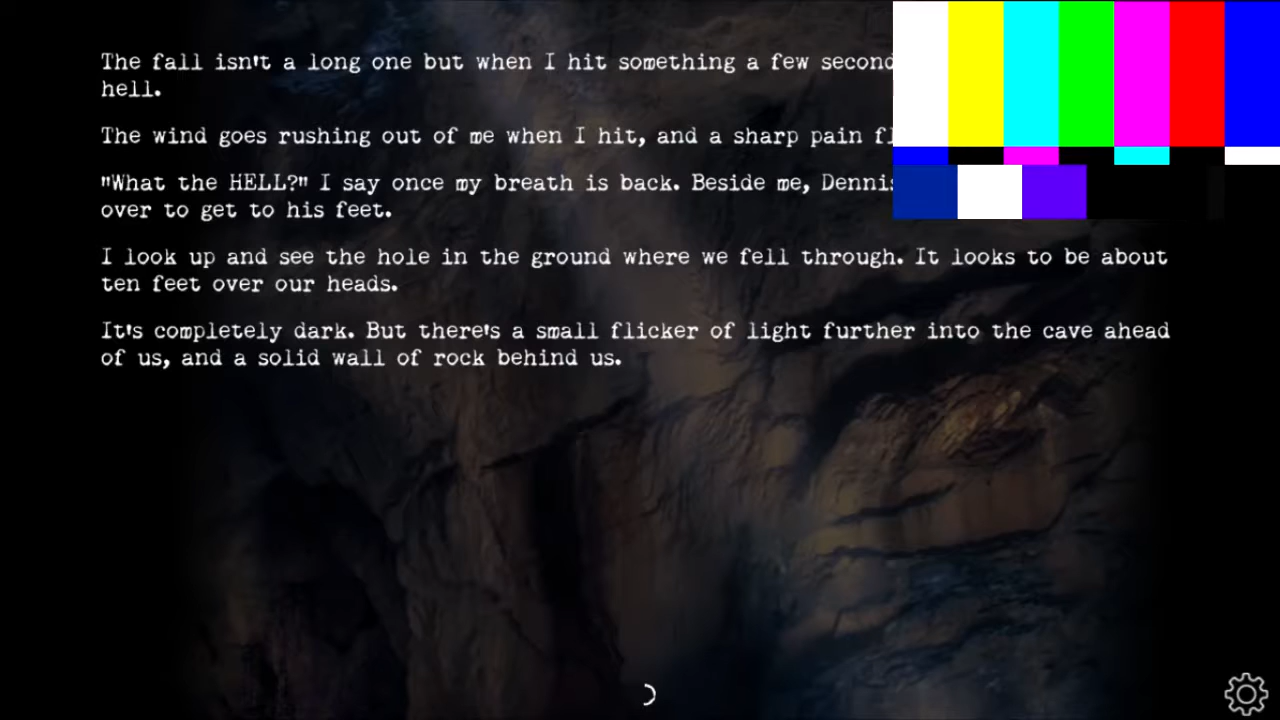 The fall isn't a long one but when I hit something a few
hell.
The wind goes rushing out of me when I hit, and a sharp pain
"What the HELL?" I say once my breath is back. Beside me,
over to get to his feet.
I look up and see the hole in the ground where we fell through. It looks to be about
ten feet over our heads.
It's completely dark. But there's a small flicker of light further into the cave ahead
of us, and a solid wall of rock behind us.